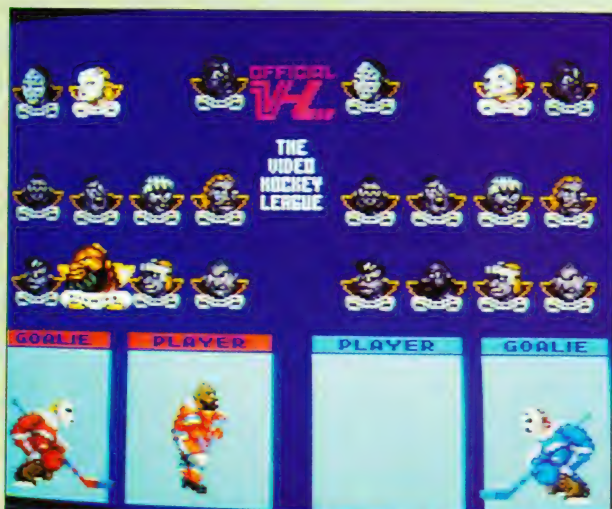 OFFICIAL
VHL
THE
VIDEO
HOCKEY
LEAGUE
GOALIE
PLAYER
PLAYER
GOALIE